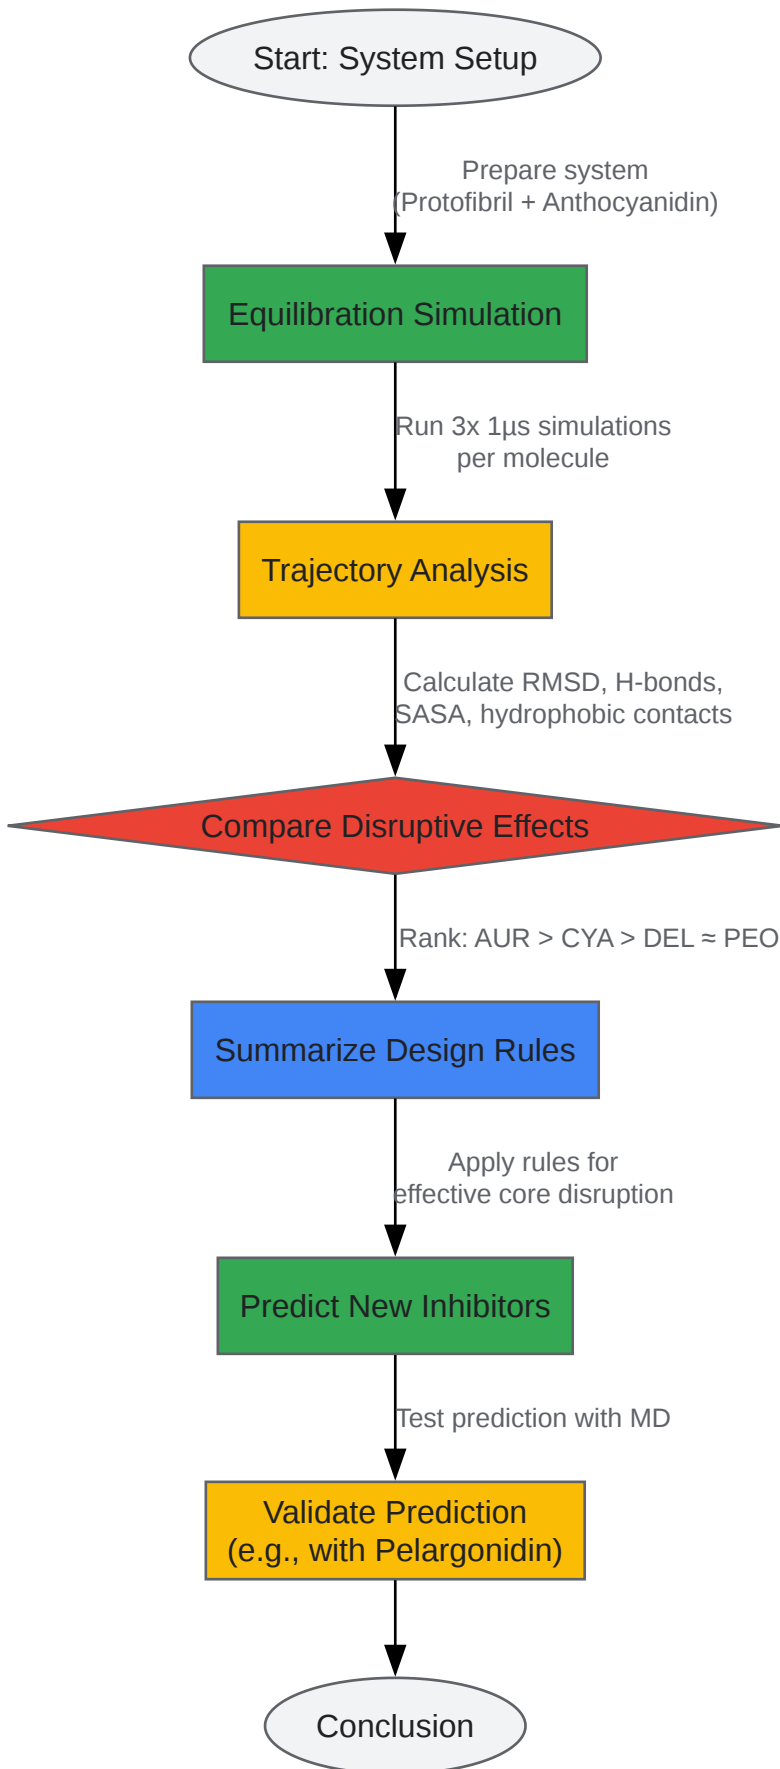 Start: System Setup
Prepare system
(Protofibril + Anthocyanidin)
Equilibration Simulation
Run 3x 1µs simulations
per molecule
Trajectory Analysis
Calculate RMSD, H-bonds,
SASA, hydrophobic contacts
Compare Disruptive Effects
Rank: AUR > CYA > DEL ≈ PEO
Summarize Design Rules
Apply rules for
effective core disruption
Predict New Inhibitors
Test prediction with MD
Validate Prediction
(e.g., with Pelargonidin)
Conclusion